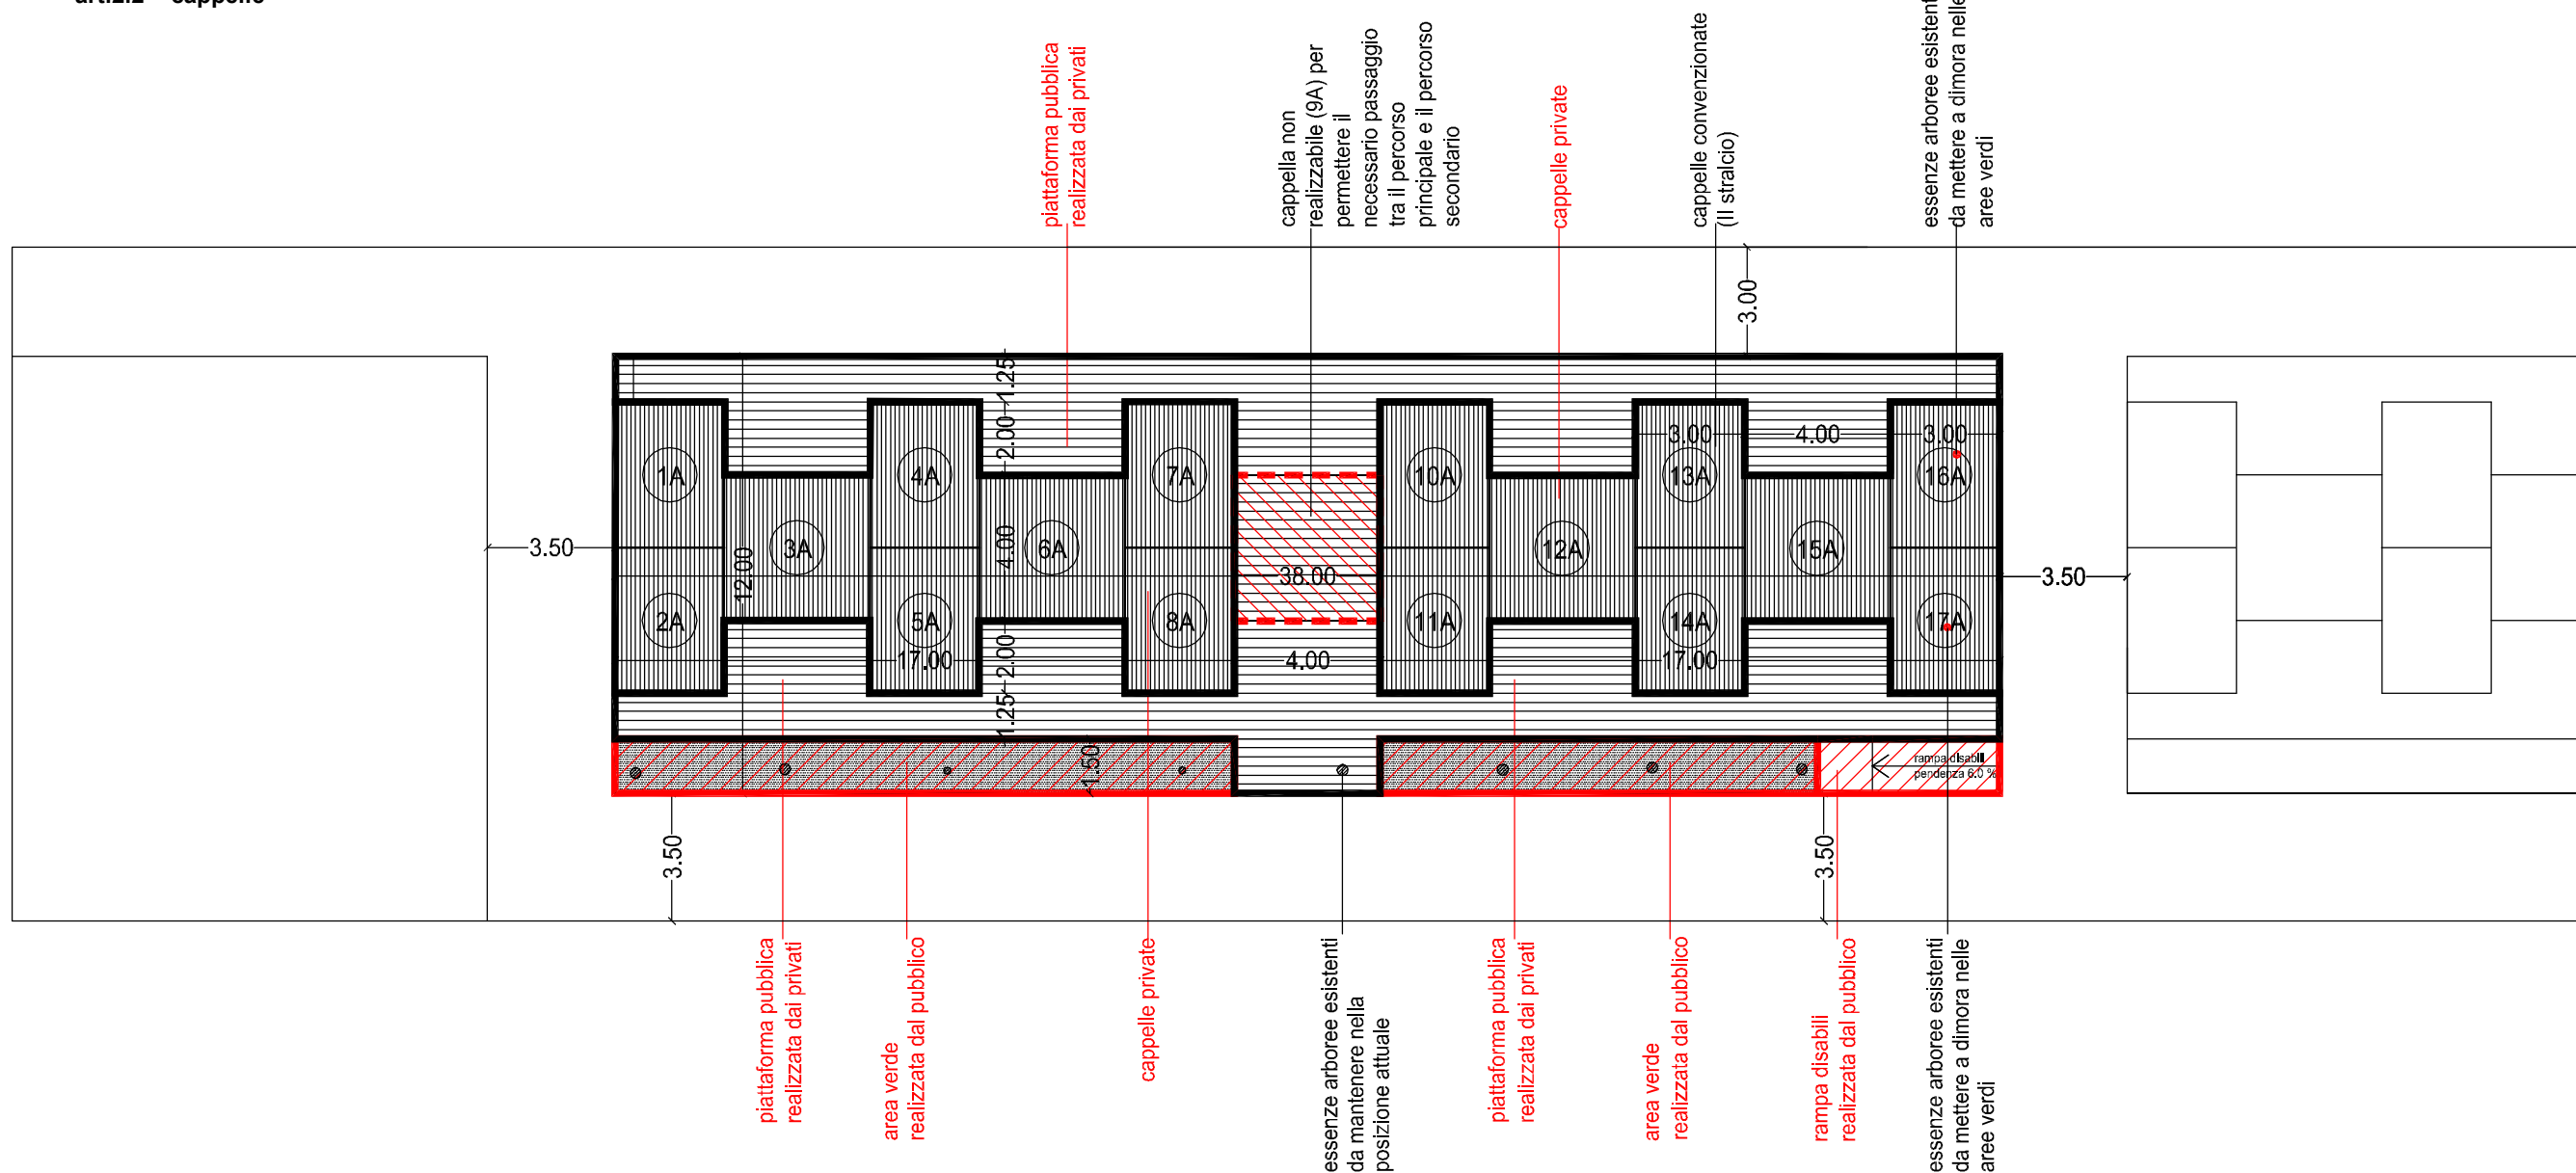 art.2.2 - cappelle
piattaforma pubblica
realizzata dai privati
cappella non
realizzabile (9A) per
permettere il
necessario passaggio
tra il percorso
principale e il percorso
secondario
cappelle private
cappelle convenzionate
(II stralcio)
essenze arboree esistenti
da mettere a dimora nelle
aree verdi
3.00
1.25
2.00
3.00
4.00
3.00
1A
4A
7A
10A
13A
16A
3.50
3A
4.00
6A
12A
15A
12.00
38.00
3.50
2A
5A
8A
11A
14A
17A
17.00
2.00
4.00
17.00
1.25
1.50
rampa disabili
pendenza 6.0 %
3.50
3.50
piattaforma pubblica
realizzata dai privati
area verde
realizzata dal pubblico
cappelle private
essenze arboree esistenti
da mantenere nella
posizione attuale
piattaforma pubblica
realizzata dai privati
area verde
realizzata dal pubblico
rampa disabili
realizzata dal pubblico
essenze arboree esistenti
da mettere a dimora nelle
aree verdi